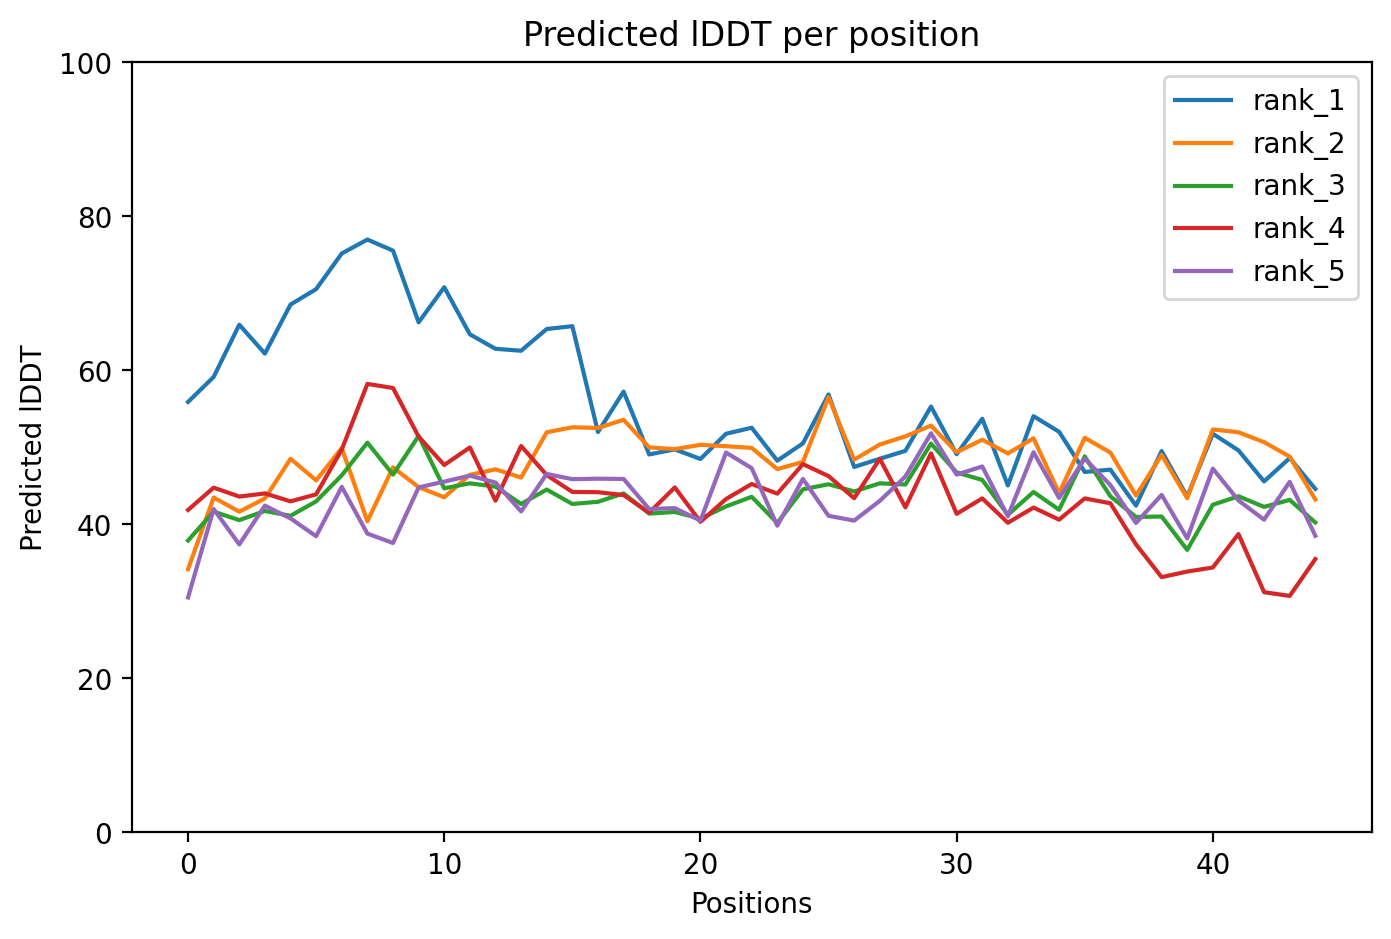 Predicted lDDT per position
100
80
60
40
20
0
Predicted lDDT
0 10 20 30 40
Positions
rank_1
rank_2
rank_3
rank_4
rank_5